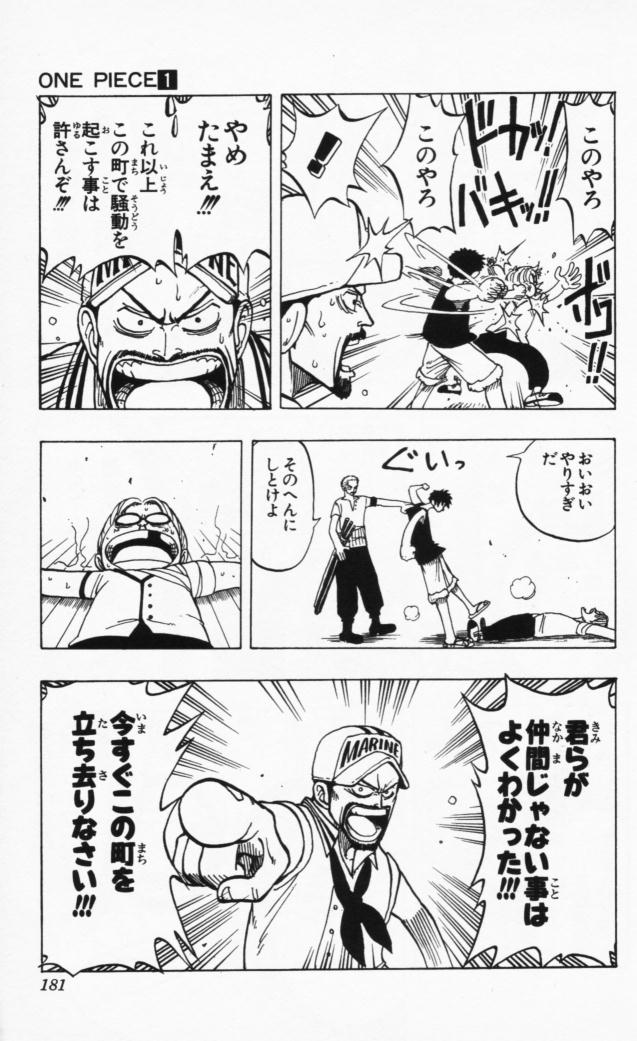 ONE PIECE 1
このやろ
このやろ
ドカッ!
バキッ!!
ボコ!!
!!
やめ
たまえ!!!
これ以上
この町で騒動を
起こす事は
許さんぞ!!!
MARINE
おいおい
やりすぎ
だ
ぐいっ
そのへんに
しとけよ
君らが
仲間じゃない事は
よくわかった!!!
MARINE
今すぐこの町を
立ち去りなさい!!!
181